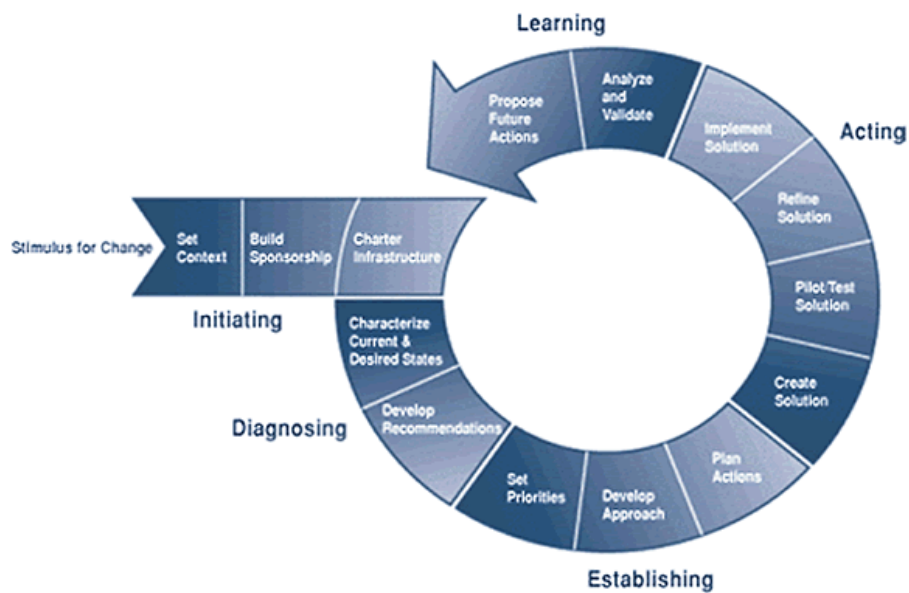 Learning
Propose
Future
Actions
Analyze
and
Validate
Implement
Solution
Acting
Refine
Solution
Pilot/Test
Solution
Create
Solution
Stimulus for Change
Set
Context
Build
Sponsorship
Charter
Infrastructure
Initiating
Characterize
Current &
Desired States
Diagnosing
Develop
Recommendations
Set
Priorities
Develop
Approach
Plan
Actions
Establishing